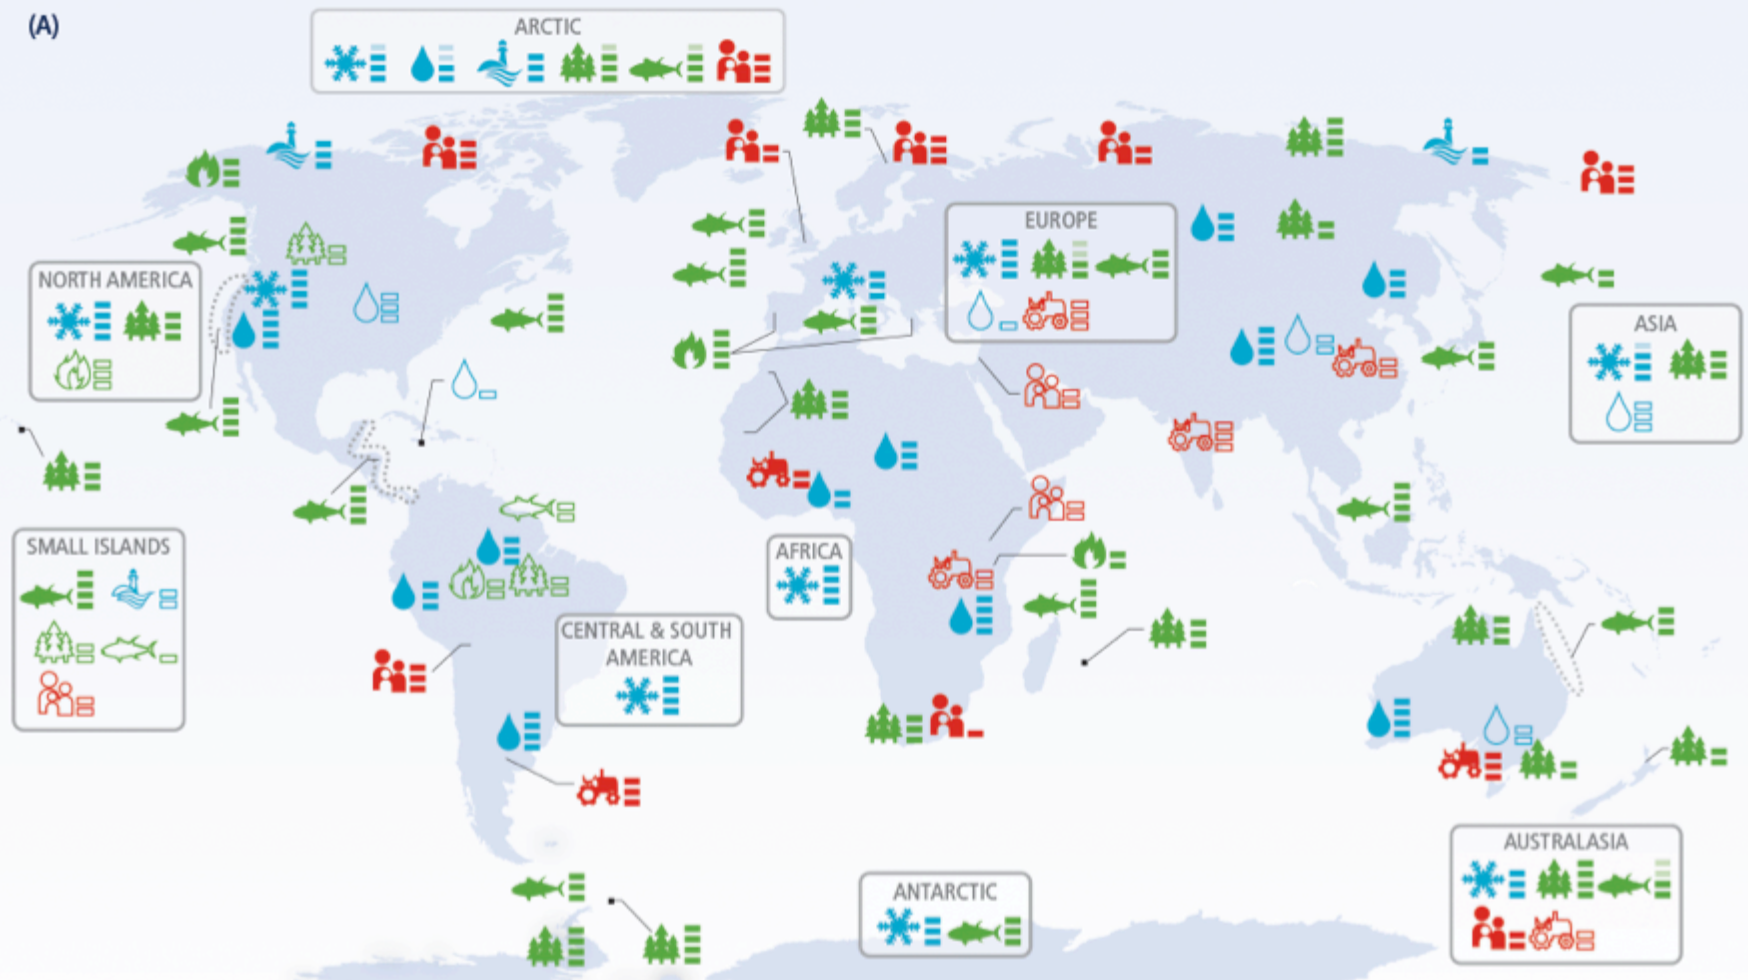 (A)
ARCTIC
EUROPE
NORTH AMERICA
ASIA
SMALL ISLANDS
AFRICA
CENTRAL & SOUTH
AMERICA
AUSTRALASIA
ANTARCTIC